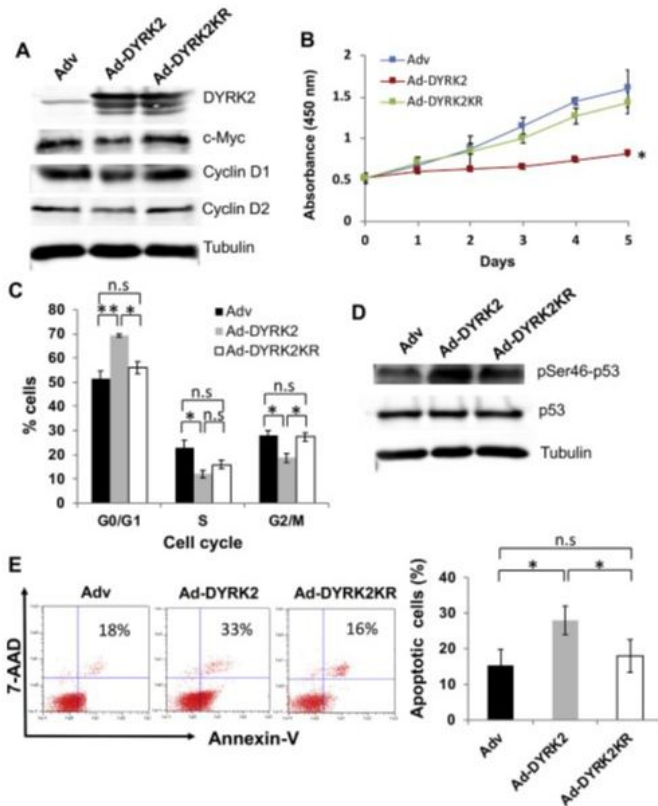 A
Adv
Ad-DYRK2
Ad-DYRK2KR
DYRK2
c-Myc
Cyclin D1
Cyclin D2
Tubulin
B
Absorbance (450 nm)
2
1.5
1
0.5
0
Adv
Ad-DYRK2
Ad-DYRK2KR
*
0 1 2 3 4 5
Days
C
% cells
80
70
60
50
40
30
20
10
0
n.s
** *
Adv
Ad-DYRK2
Ad-DYRK2KR
n.s
* n.s
n.s
* *
G0/G1 S G2/M
Cell cycle
D
Adv
Ad-DYRK2
Ad-DYRK2KR
pSer46-p53
p53
Tubulin
E
7-AAD
Adv Ad-DYRK2 Ad-DYRK2KR
18% 33% 16%
Annexin-V
Apoptotic cells (%)
40
30
20
10
0
n.s
* *
Adv
Ad-DYRK2
Ad-DYRK2KR